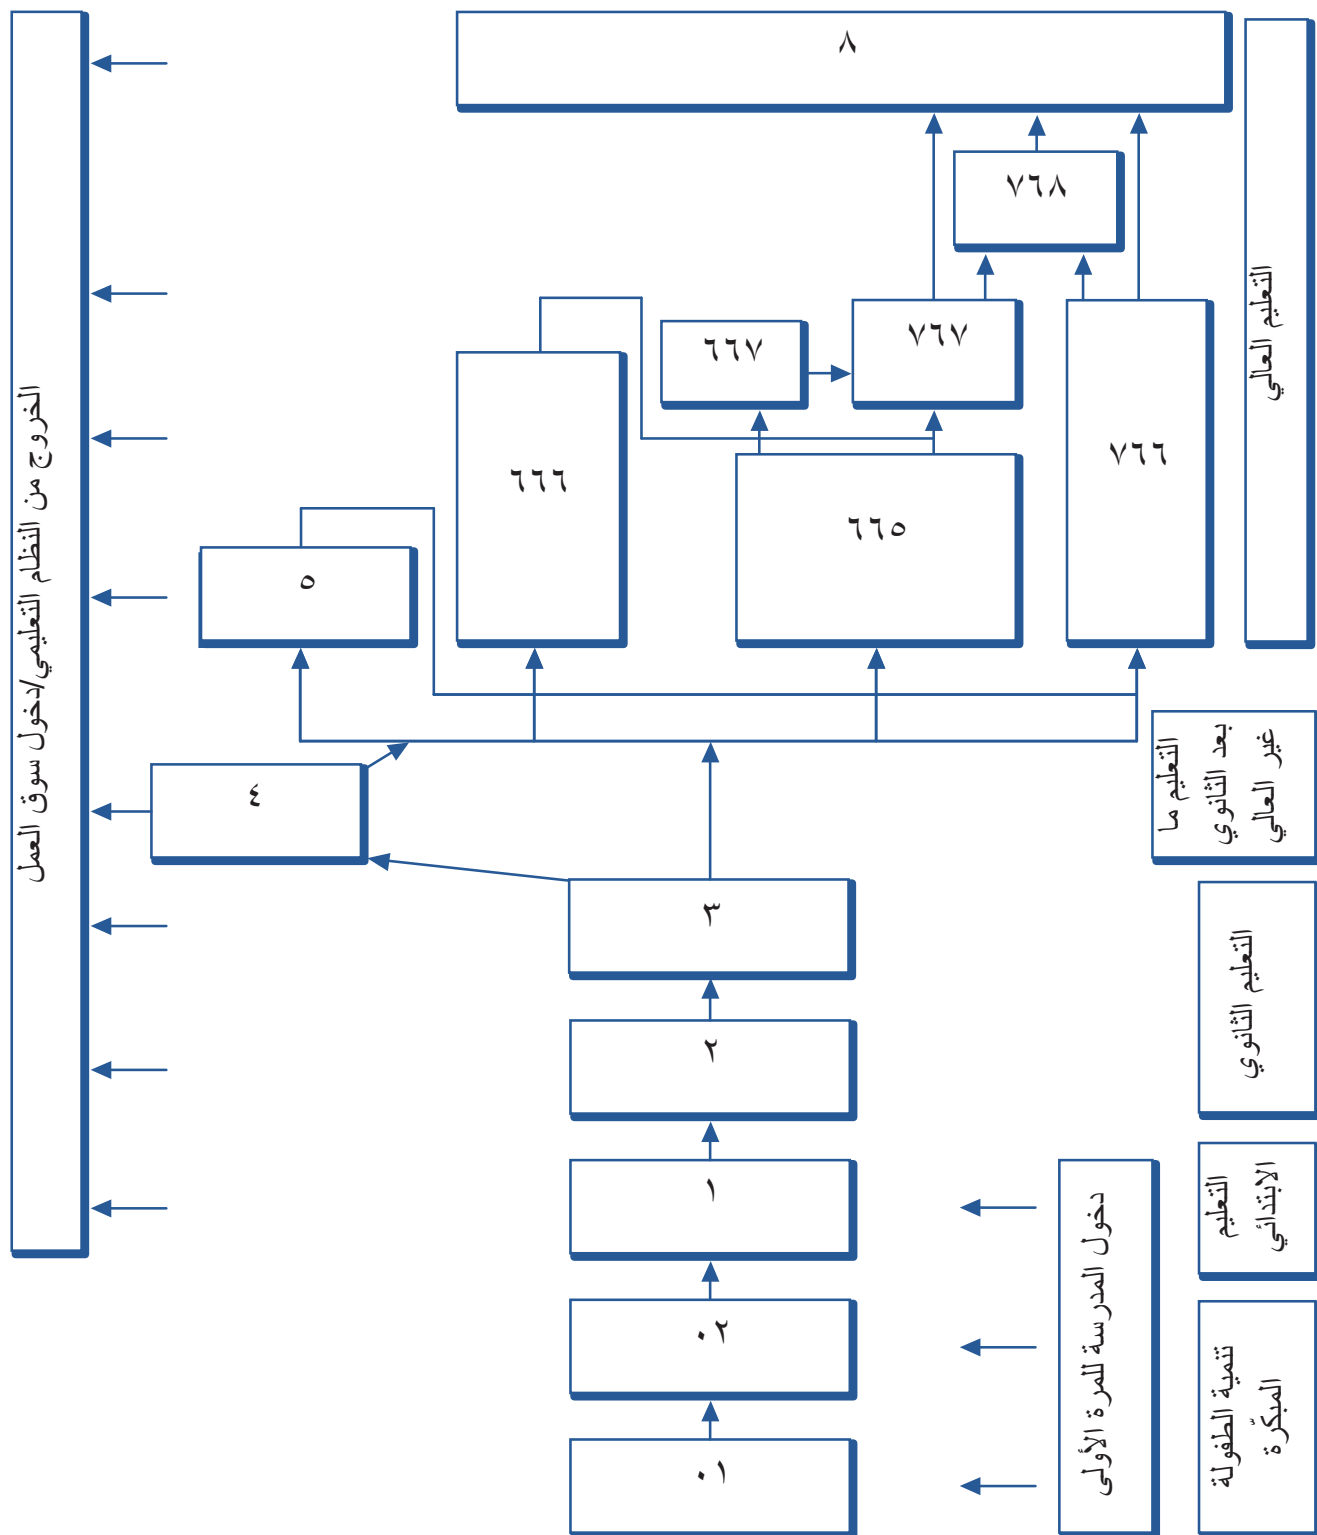 ٨
٧٦٨
٧٦٧
٦٦٧
٧٦٦
٦٦٦
٦٦٥
٥
٤
٣
٢
١
٠٢
٠١
الخروج من النظام التعليمي/دخول سوق العمل
دخول المدرسة للمرة الأولى
التعليم العالي
التعليم ما
بعد الثانوي
غير العالي
التعليم الثانوي
التعليم
الابتدائي
تنمية الطفولة
المبكّرة